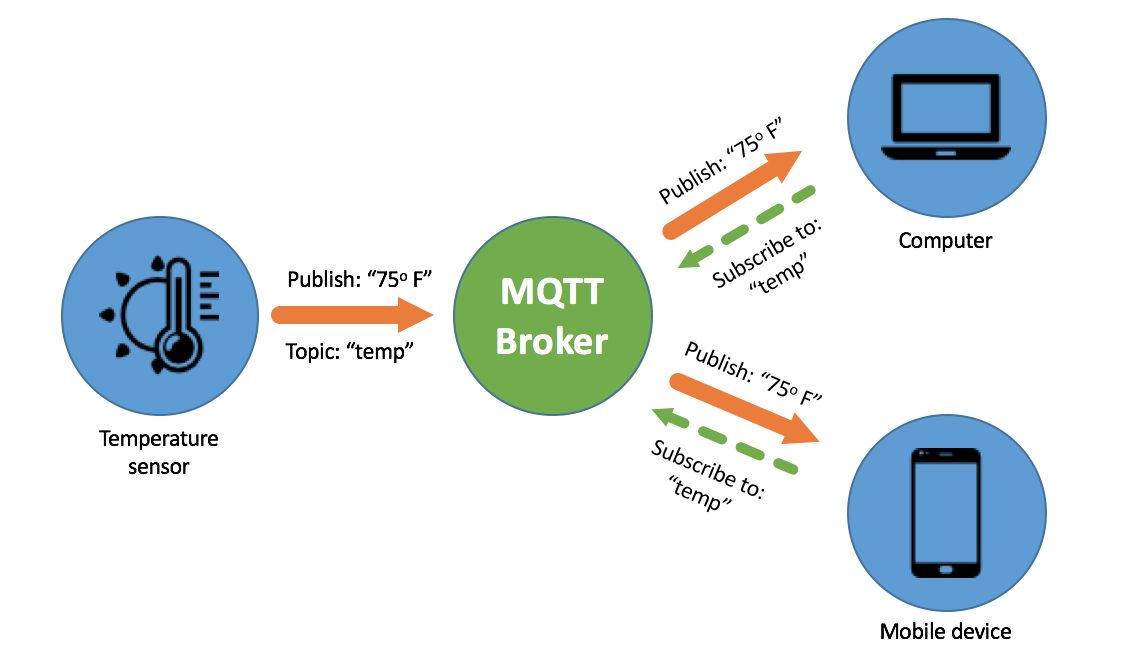 Publish: “75º F”
Topic: “temp”
Temperature
sensor
MQTT
Broker
Publish: “75º F”
Subscribe to:
“temp”
Computer
Publish: “75º F”
Subscribe to:
“temp”
Mobile device